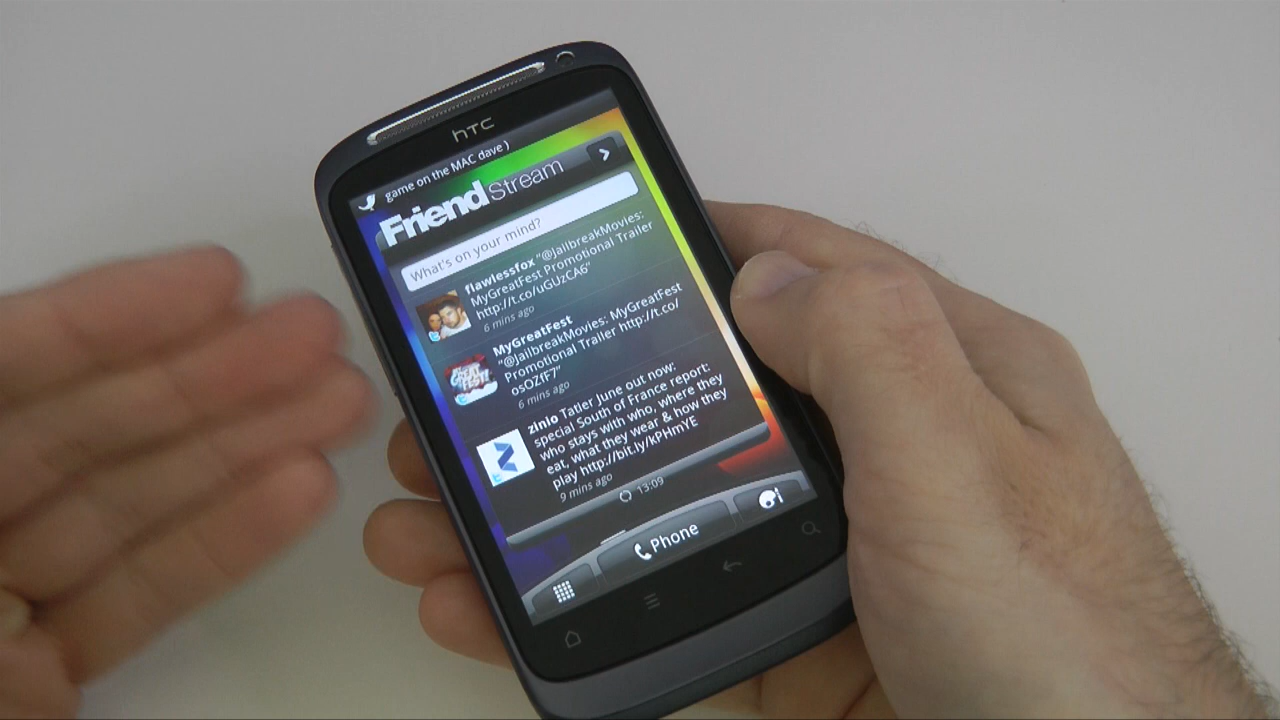 hTC
game on the MAC dave )
FriendStream
What's on your mind?
flawlessfox "@JailbreakMovies:
MyGreatFest Promotional Trailer
http://t.co/uGUzCA6"
6 mins ago
MyGreatFest
"@JailbreakMovies: MyGreatFest
Promotional Trailer http://t.co/
osOZfF7"
6 mins ago
zinio Tatler June out now:
special South of France report:
who stays with who, where they
eat, what they wear & how they
play http://bit.ly/kPHmYE
9 mins ago
13:09
Phone